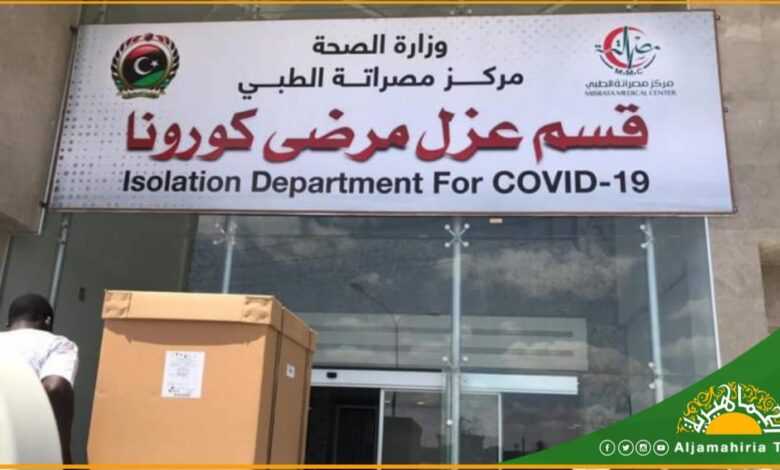 وزارة الصحة
مركز مصراتة الطبي
M.M.C
مركز مصراتة الطبي
MISRATA MEDICAL CENTER
قسم عزل مرضى كورونا
Isolation Department For COVID-19
الجماهيرية
Aljamahiria T